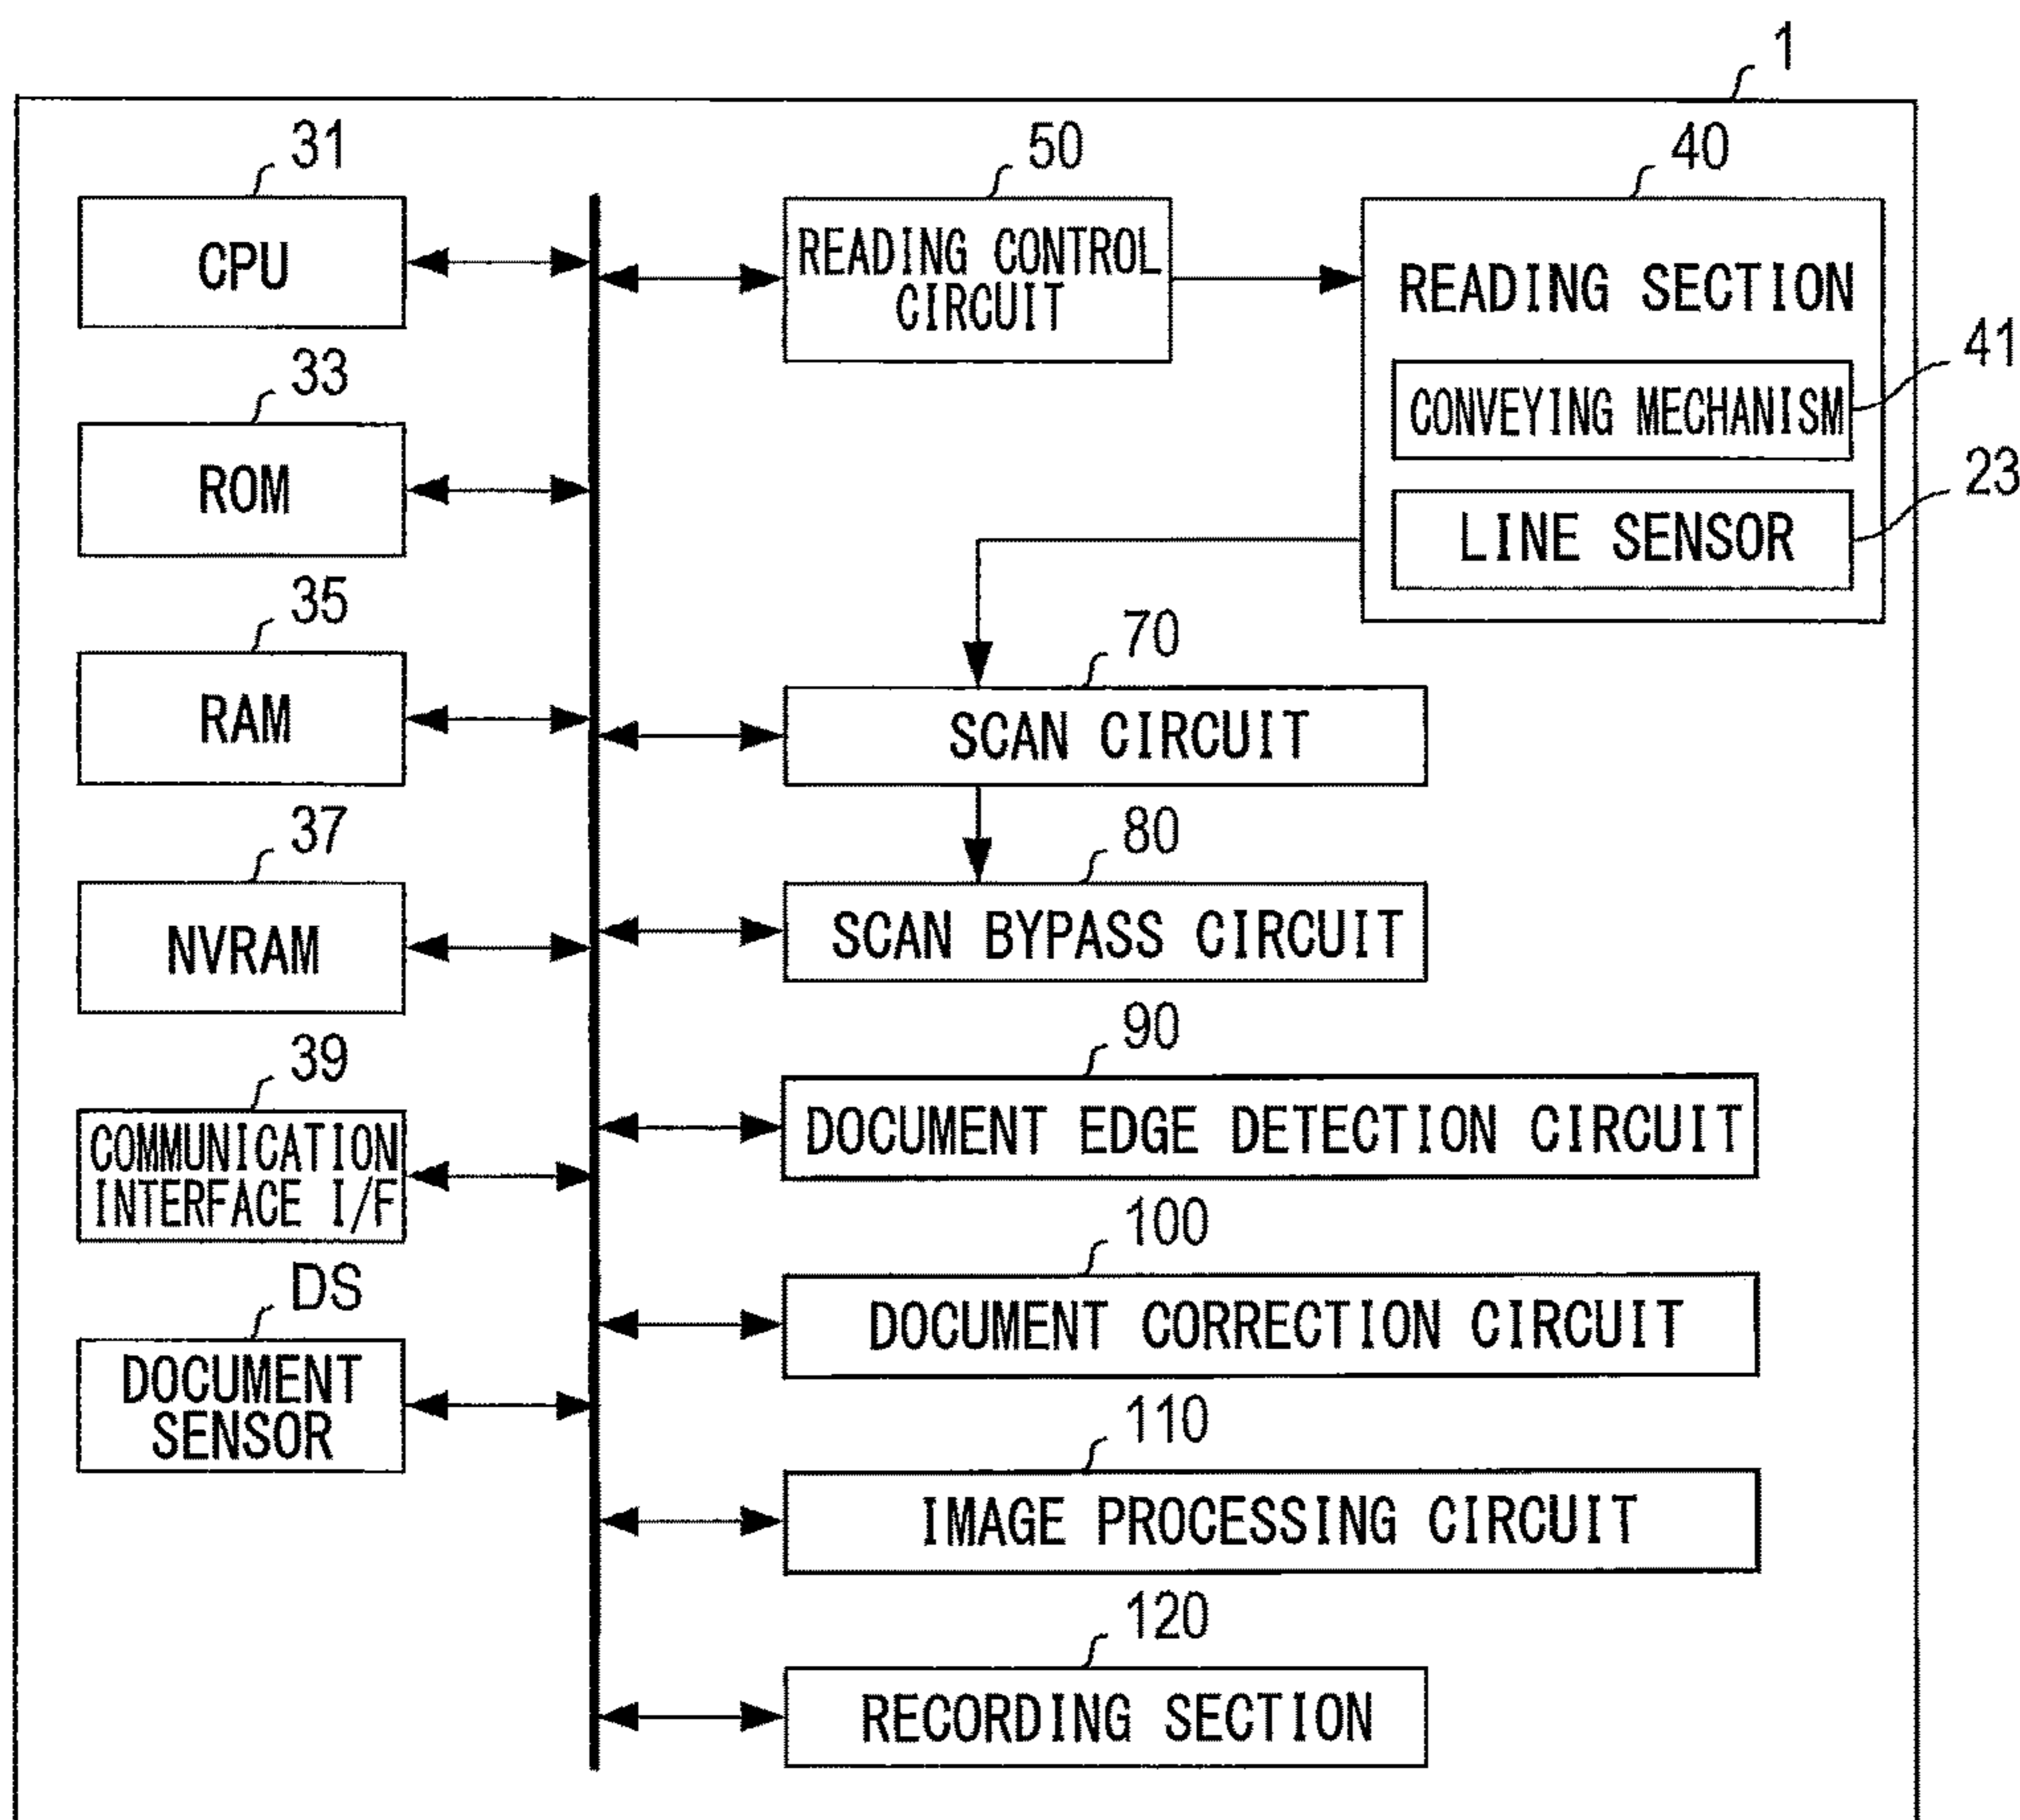 1
31
CPU
33
ROM
35
RAM
37
NVRAM
39
COMMUNICATION
INTERFACE I/F
DS
DOCUMENT
SENSOR
50
READING CONTROL
CIRCUIT
40
READING SECTION
41
CONVEYING MECHANISM
23
LINE SENSOR
70
SCAN CIRCUIT
80
SCAN BYPASS CIRCUIT
90
DOCUMENT EDGE DETECTION CIRCUIT
100
DOCUMENT CORRECTION CIRCUIT
110
IMAGE PROCESSING CIRCUIT
120
RECORDING SECTION